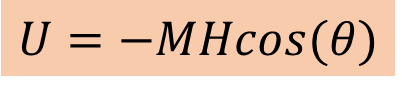 U = −MHcos(θ)